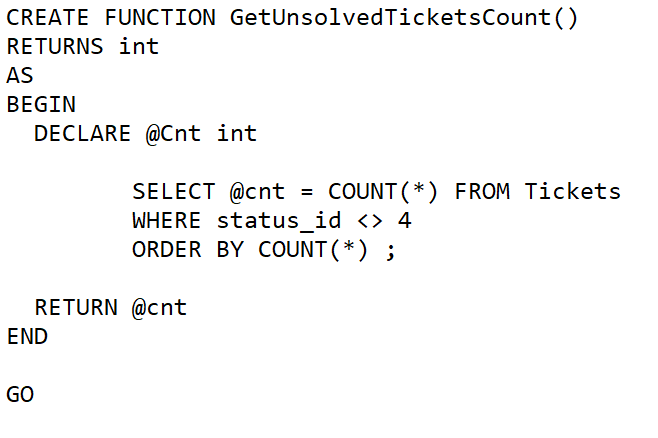 CREATE FUNCTION GetUnsolvedTicketsCount()
RETURNS int
AS
BEGIN
  DECLARE @Cnt int

         SELECT @cnt = COUNT(*) FROM Tickets
         WHERE status_id <> 4
         ORDER BY COUNT(*) ;

  RETURN @cnt
END

GO